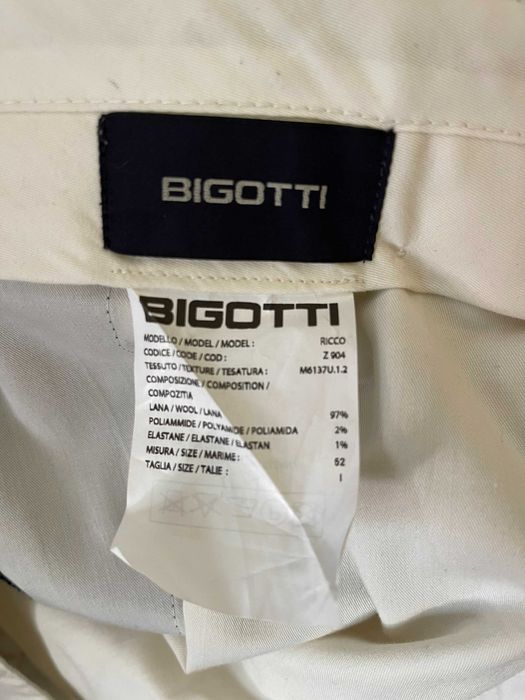 BIGOTTI
BIGOTTI
MODELLO / MODEL / MODEL : RICCO
CODICE / CODE / COD : Z 904
TESSUTO / TEXTURE / TESATURA : M6137U.1.2
COMPOSIZIONE / COMPOSITION /
COMPOZITIA
LANA / WOOL / LANA 97%
POLIAMMIDE / POLYAMIDE / POLIAMIDA 2%
ELASTANE / ELASTANE / ELASTAN 1%
MISURA / SIZE / MARIME : 52
TAGLIA / SIZE / TALIE : I